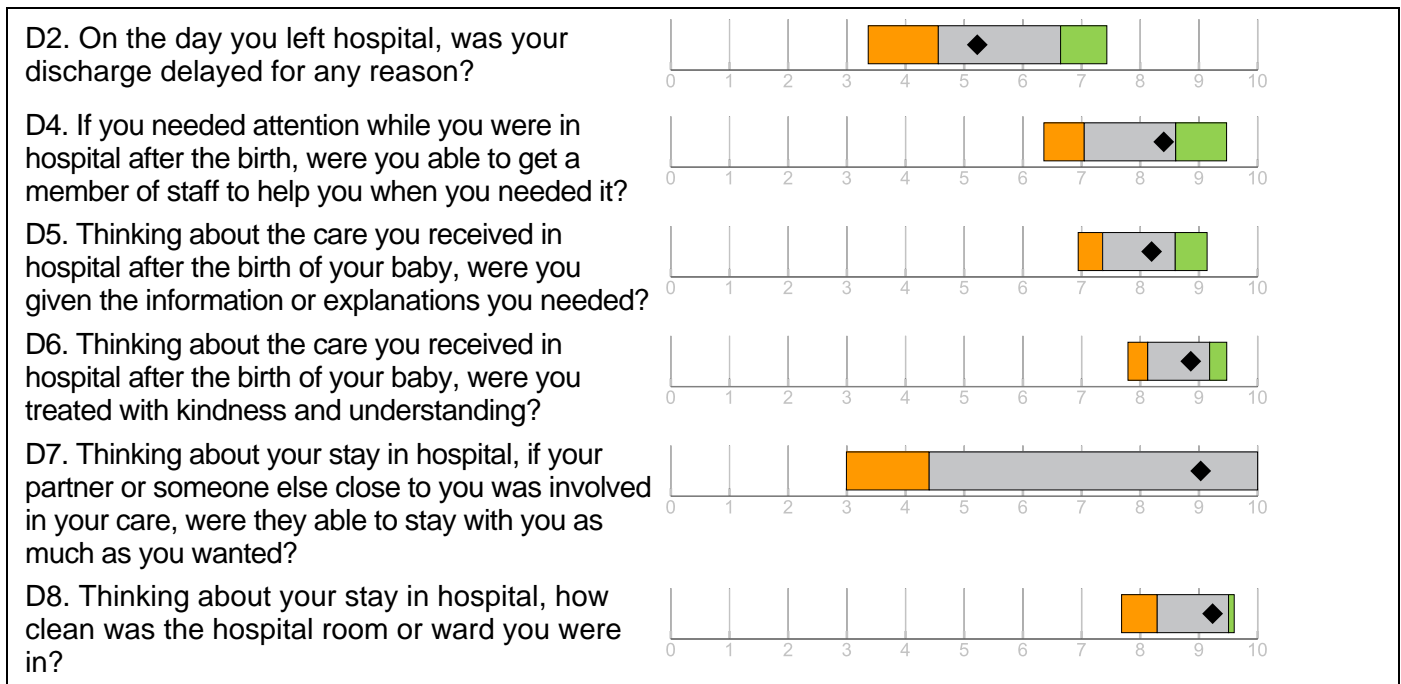 D2. On the day you left hospital, was your
discharge delayed for any reason?
0 1 2 3 4 5 6 7 8 9 10
D4. If you needed attention while you were in
hospital after the birth, were you able to get a
member of staff to help you when you needed it?
0 1 2 3 4 5 6 7 8 9 10
D5. Thinking about the care you received in
hospital after the birth of your baby, were you
given the information or explanations you needed?
0 1 2 3 4 5 6 7 8 9 10
D6. Thinking about the care you received in
hospital after the birth of your baby, were you
treated with kindness and understanding?
0 1 2 3 4 5 6 7 8 9 10
D7. Thinking about your stay in hospital, if your
partner or someone else close to you was involved
in your care, were they able to stay with you as
much as you wanted?
0 1 2 3 4 5 6 7 8 9 10
D8. Thinking about your stay in hospital, how
clean was the hospital room or ward you were
in?
0 1 2 3 4 5 6 7 8 9 10